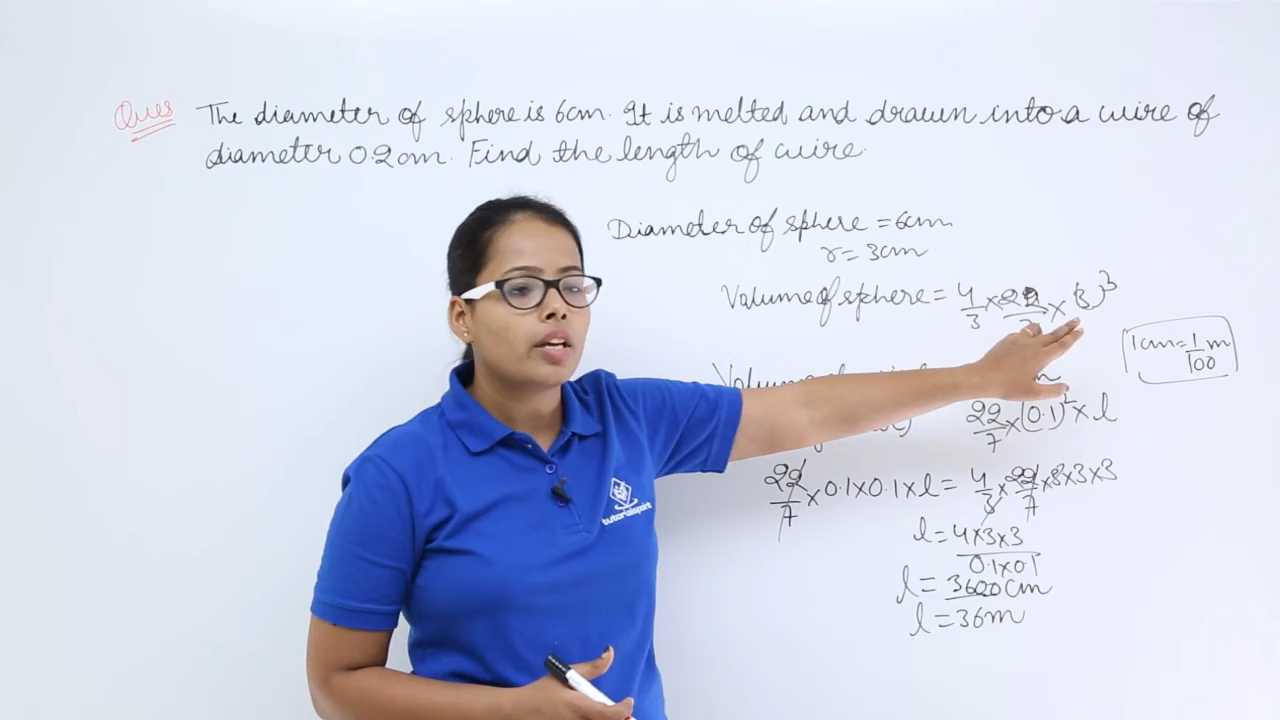 Ques The diameter of sphere is 6cm. It is melted and drawn into a wire of
diameter 0.2cm. Find the length of wire.
Diameter of sphere = 6cm
r = 3cm
Valume of sphere = 4/3 × 22/7 × (3)³
1cm = 1/100 m
22/7 × (0.1)² × l
22/7 × 0.1 × 0.1 × l = 4/3 × 22/7 × 3 × 3 × 3
l = 4×3×3 / 0.1×0.1
l = 3600cm
l = 36m
tutorialspoint